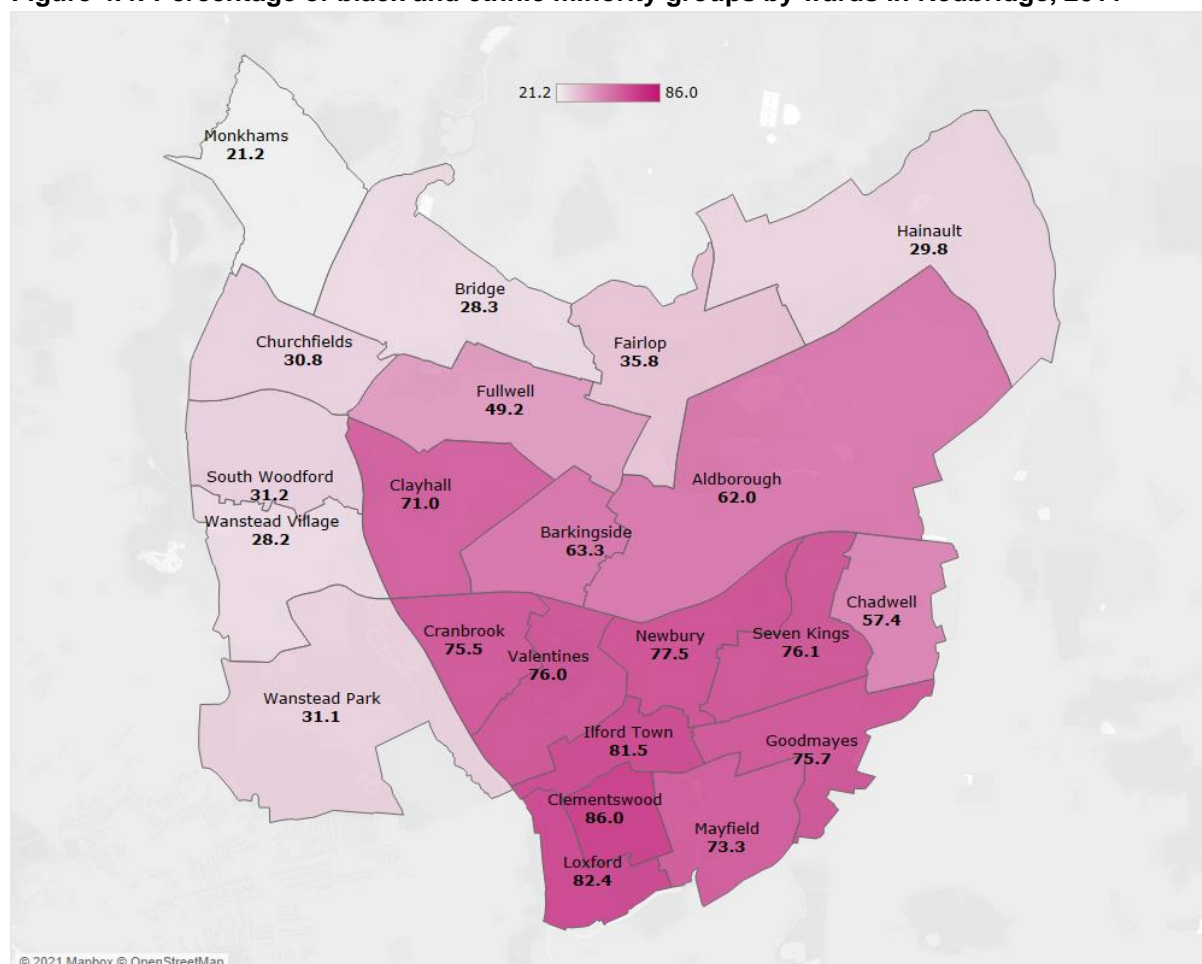 21.2
86.0
Monkhams
21.2
Hainault
29.8
Bridge
28.3
Churchfields
30.8
Fairlop
35.8
Fullwell
49.2
South Woodford
31.2
Clayhall
71.0
Aldborough
62.0
Wanstead Village
28.2
Barkingside
63.3
Chadwell
57.4
Cranbrook
75.5
Valentines
76.0
Newbury
77.5
Seven Kings
76.1
Wanstead Park
31.1
Ilford Town
81.5
Goodmayes
75.7
Clementswood
86.0
Mayfield
73.3
Loxford
82.4
© 2021 Mapbox © OpenStreetMap